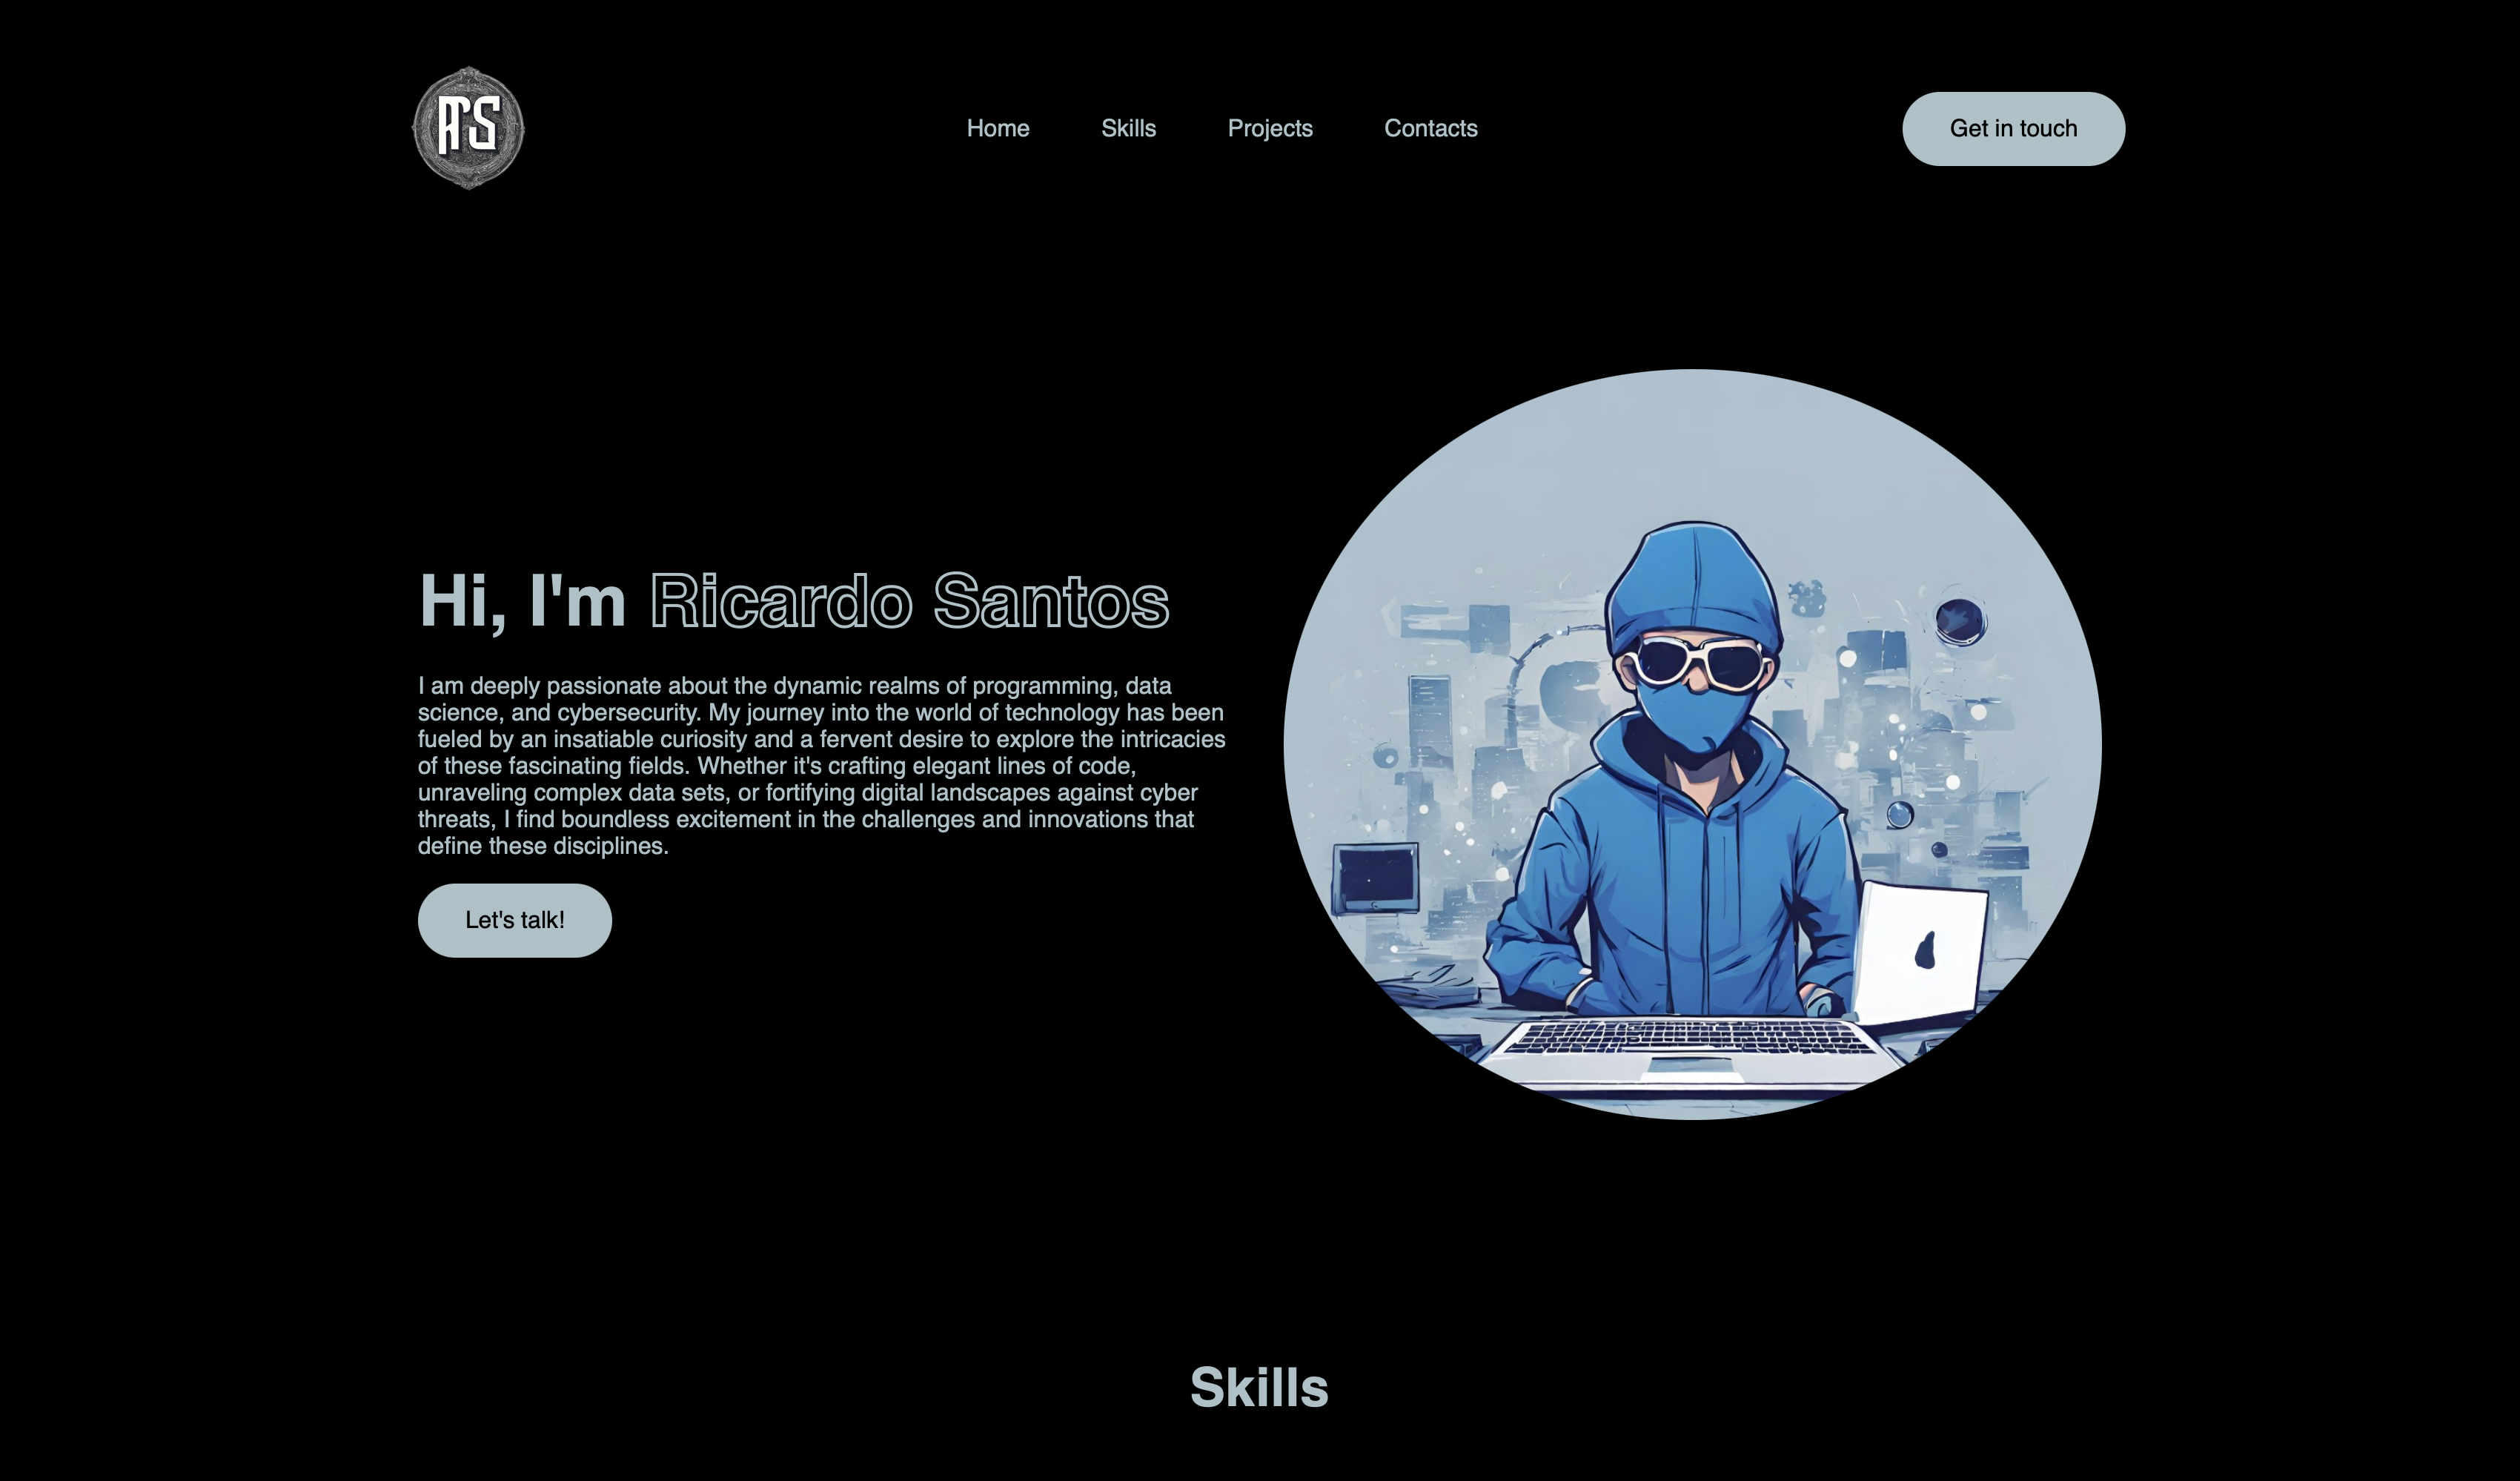 RS
Home
Skills
Projects
Contacts
Get in touch
Hi, I'm Ricardo Santos
I am deeply passionate about the dynamic realms of programming, data
science, and cybersecurity. My journey into the world of technology has been
fueled by an insatiable curiosity and a fervent desire to explore the intricacies
of these fascinating fields. Whether it's crafting elegant lines of code,
unraveling complex data sets, or fortifying digital landscapes against cyber
threats, I find boundless excitement in the challenges and innovations that
define these disciplines.
Let's talk!
Skills